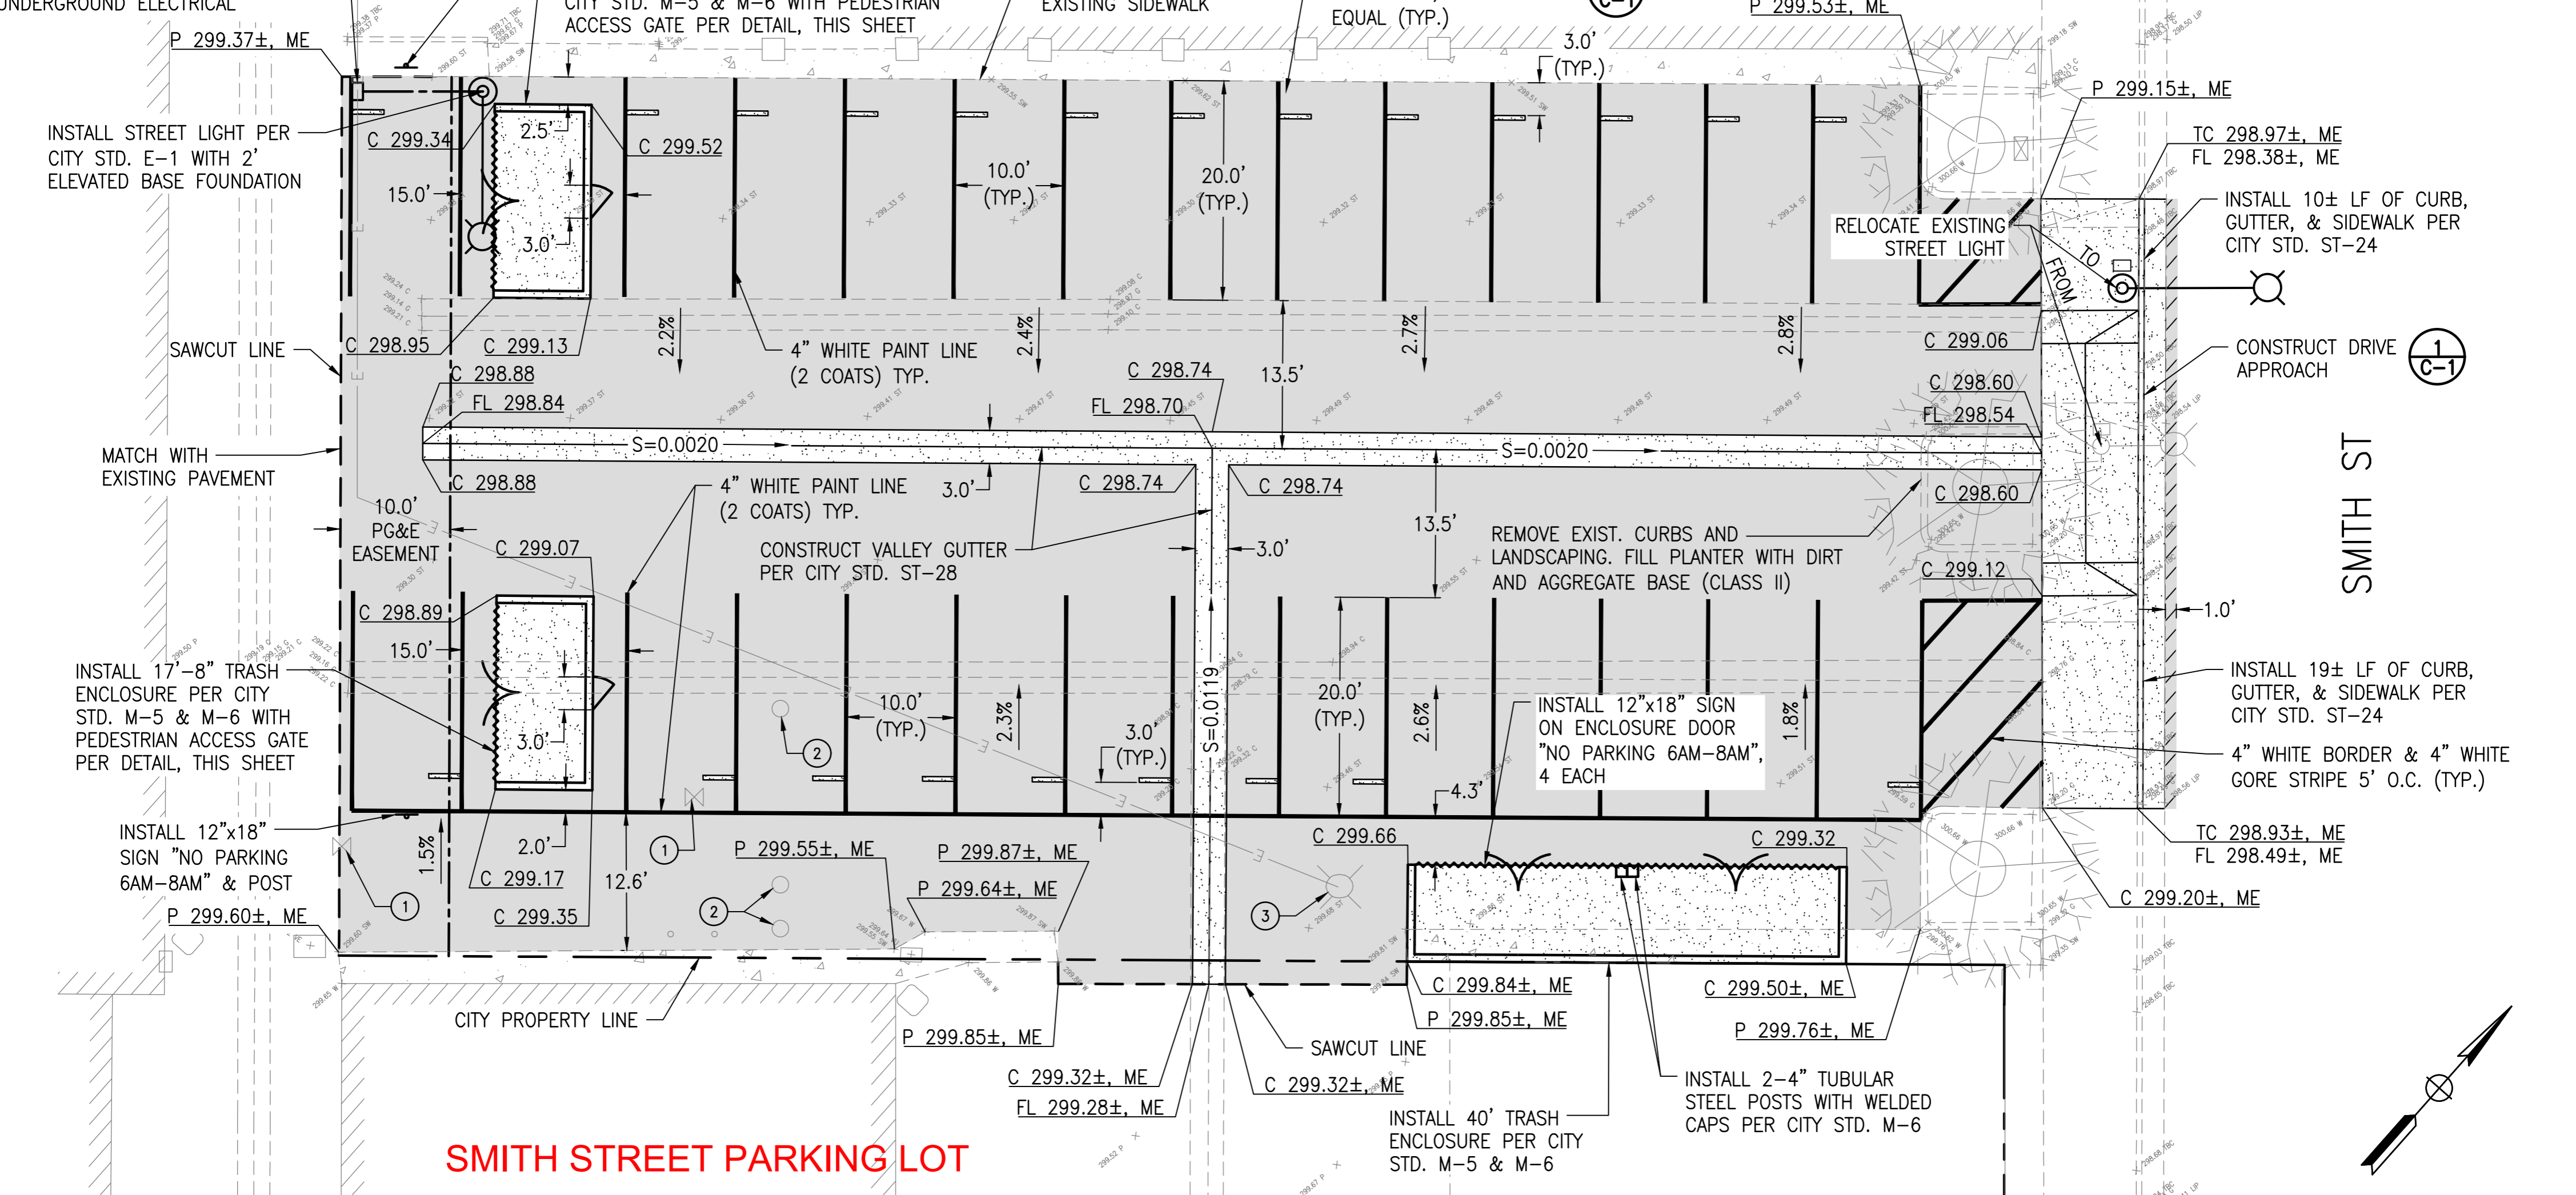 UNDERGROUND ELECTRICAL
CITY STD. M-5 & M-6 WITH PEDESTRIAN
ACCESS GATE PER DETAIL, THIS SHEET
EXISTING SIDEWALK
EQUAL (TYP.)
C-1
P 299.53±, ME
P 299.37±, ME
3.0'
(TYP.)
P 299.15±, ME
INSTALL STREET LIGHT PER
CITY STD. E-1 WITH 2'
ELEVATED BASE FOUNDATION
C 299.34
2.5'
C 299.52
15.0'
3.0'
10.0'
(TYP.)
20.0'
(TYP.)
TC 298.97±, ME
FL 298.38±, ME
INSTALL 10± LF OF CURB,
GUTTER, & SIDEWALK PER
CITY STD. ST-24
RELOCATE EXISTING
STREET LIGHT
TO
FROM
SAWCUT LINE
C 298.95
C 299.13
2.2%
4" WHITE PAINT LINE
(2 COATS) TYP.
2.4%
2.7%
2.8%
C 299.06
CONSTRUCT DRIVE
APPROACH
1
C-1
C 298.88
FL 298.84
C 298.74
FL 298.70
13.5'
C 298.60
FL 298.54
S=0.0020
S=0.0020
MATCH WITH
EXISTING PAVEMENT
C 298.88
4" WHITE PAINT LINE
(2 COATS) TYP.
3.0'
C 298.74
C 298.74
C 298.60
SMITH ST
10.0'
PG&E
EASEMENT
C 299.07
CONSTRUCT VALLEY GUTTER
PER CITY STD. ST-28
3.0'
13.5'
REMOVE EXIST. CURBS AND
LANDSCAPING. FILL PLANTER WITH DIRT
AND AGGREGATE BASE (CLASS II)
C 299.12
C 298.89
15.0'
1.0'
INSTALL 17'-8" TRASH
ENCLOSURE PER CITY
STD. M-5 & M-6 WITH
PEDESTRIAN ACCESS GATE
PER DETAIL, THIS SHEET
3.0'
2
10.0'
(TYP.)
2.3%
3.0'
(TYP.)
S=0.0119
20.0'
(TYP.)
2.6%
INSTALL 12"x18" SIGN
ON ENCLOSURE DOOR
"NO PARKING 6AM-8AM",
4 EACH
1.8%
INSTALL 19± LF OF CURB,
GUTTER, & SIDEWALK PER
CITY STD. ST-24
4" WHITE BORDER & 4" WHITE
GORE STRIPE 5' O.C. (TYP.)
4.3'
INSTALL 12"x18"
SIGN "NO PARKING
6AM-8AM" & POST
1.5%
2.0'
1
P 299.55±, ME
P 299.87±, ME
C 299.66
C 299.32
TC 298.93±, ME
FL 298.49±, ME
C 299.17
12.6'
P 299.64±, ME
C 299.20±, ME
1
P 299.60±, ME
C 299.35
2
3
C 299.84±, ME
C 299.50±, ME
CITY PROPERTY LINE
P 299.85±, ME
P 299.85±, ME
P 299.76±, ME
SAWCUT LINE
C 299.32±, ME
FL 299.28±, ME
C 299.32±, ME
INSTALL 2-4" TUBULAR
STEEL POSTS WITH WELDED
CAPS PER CITY STD. M-6
INSTALL 40' TRASH
ENCLOSURE PER CITY
STD. M-5 & M-6
SMITH STREET PARKING LOT